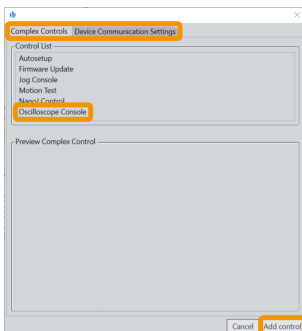 Complex Controls Device Communication Settings
Control List
Autosetup
Firmware Update
Jog Console
Motion Test
NanoJ Control
Oscilloscope Console
Preview Complex Control
Cancel Add control